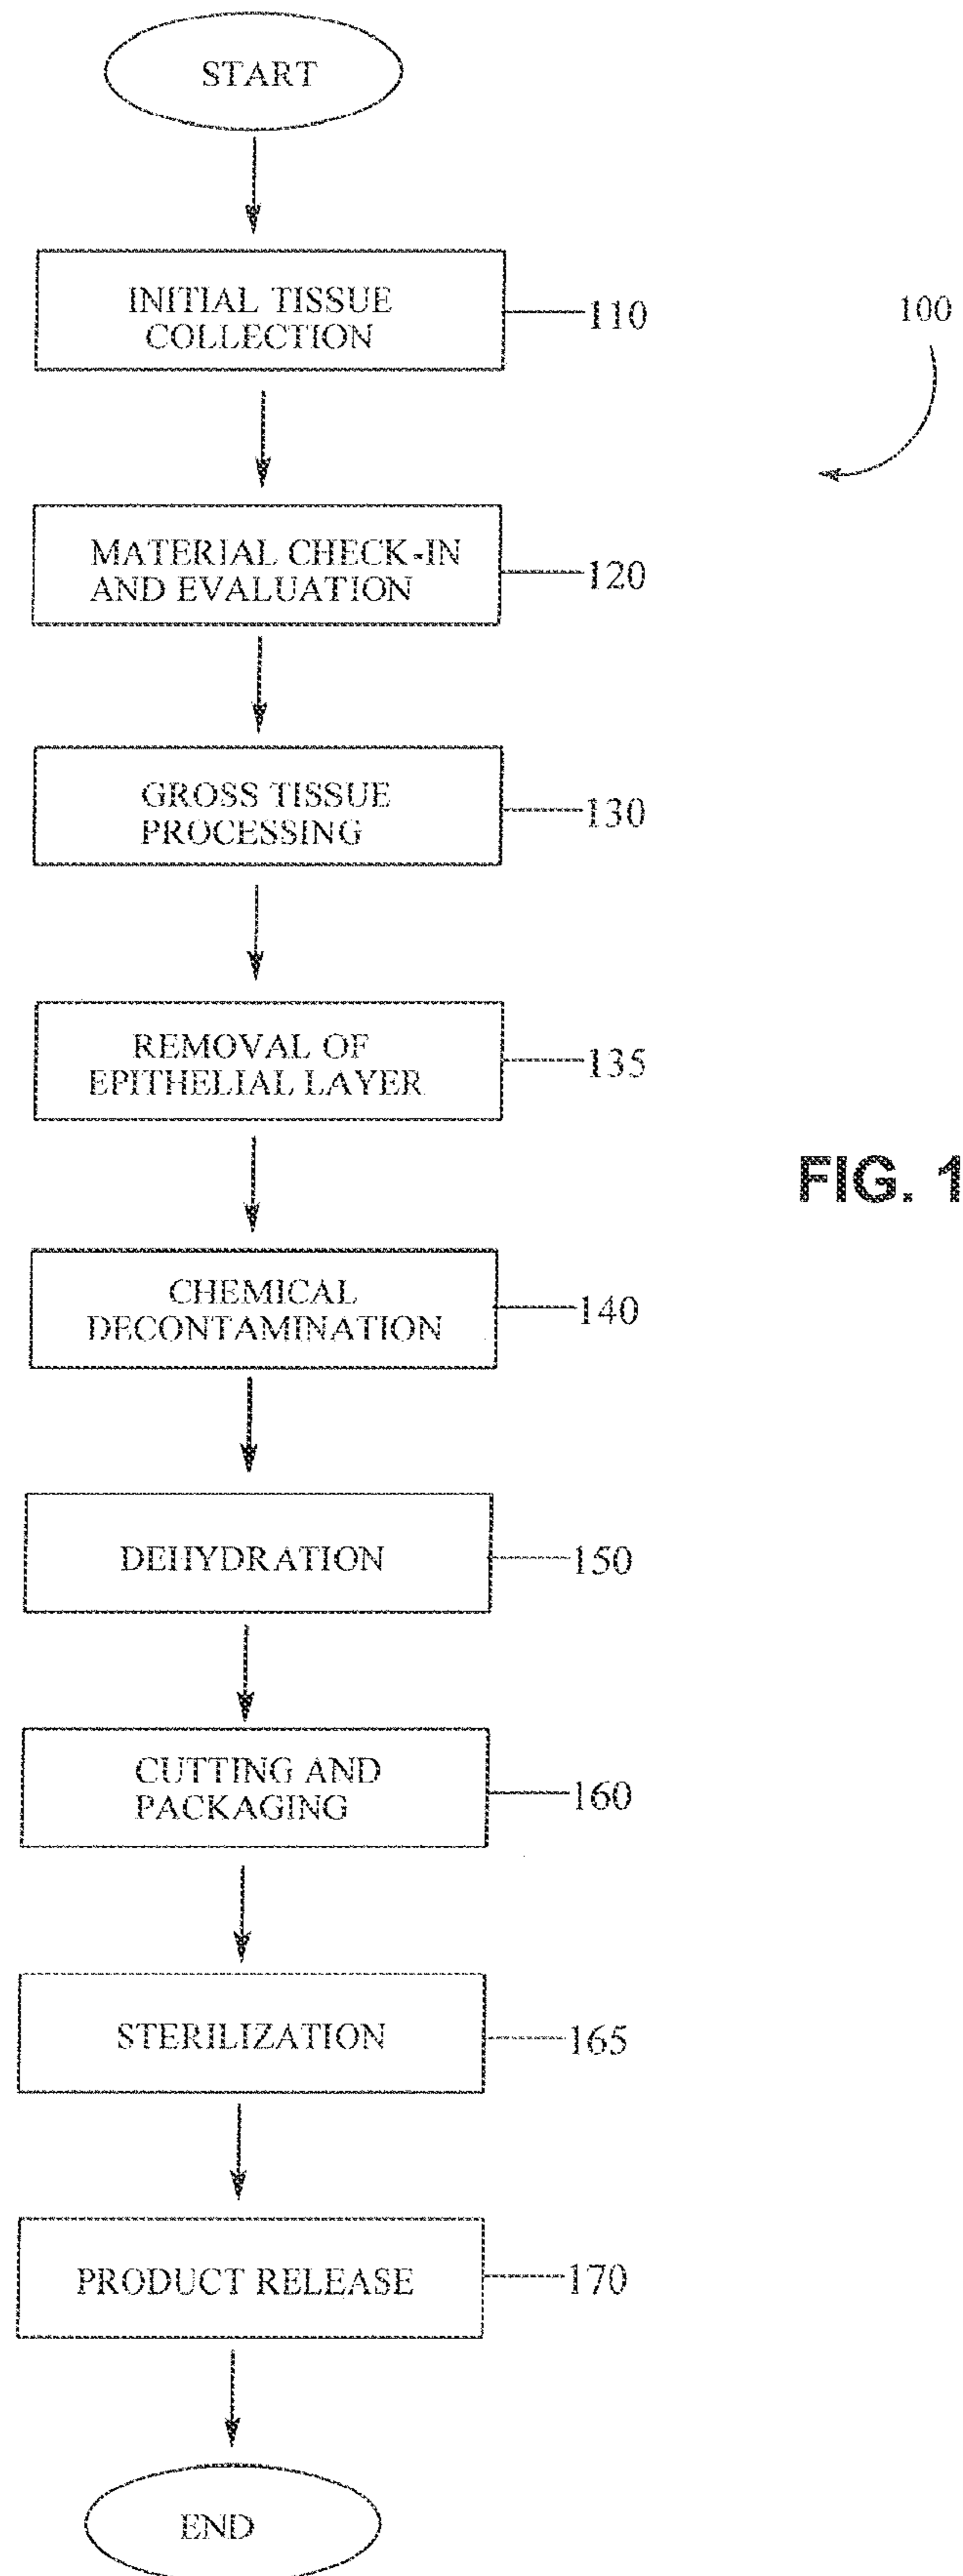 START
INITIAL TISSUE
COLLECTION
110
100
MATERIAL CHECK-IN
AND EVALUATION
120
GROSS TISSUE
PROCESSING
130
REMOVAL OF
EPITHELIAL LAYER
135
FIG. 1
CHEMICAL
DECONTAMINATION
140
DEHYDRATION
150
CUTTING AND
PACKAGING
160
STERILIZATION
165
PRODUCT RELEASE
170
END